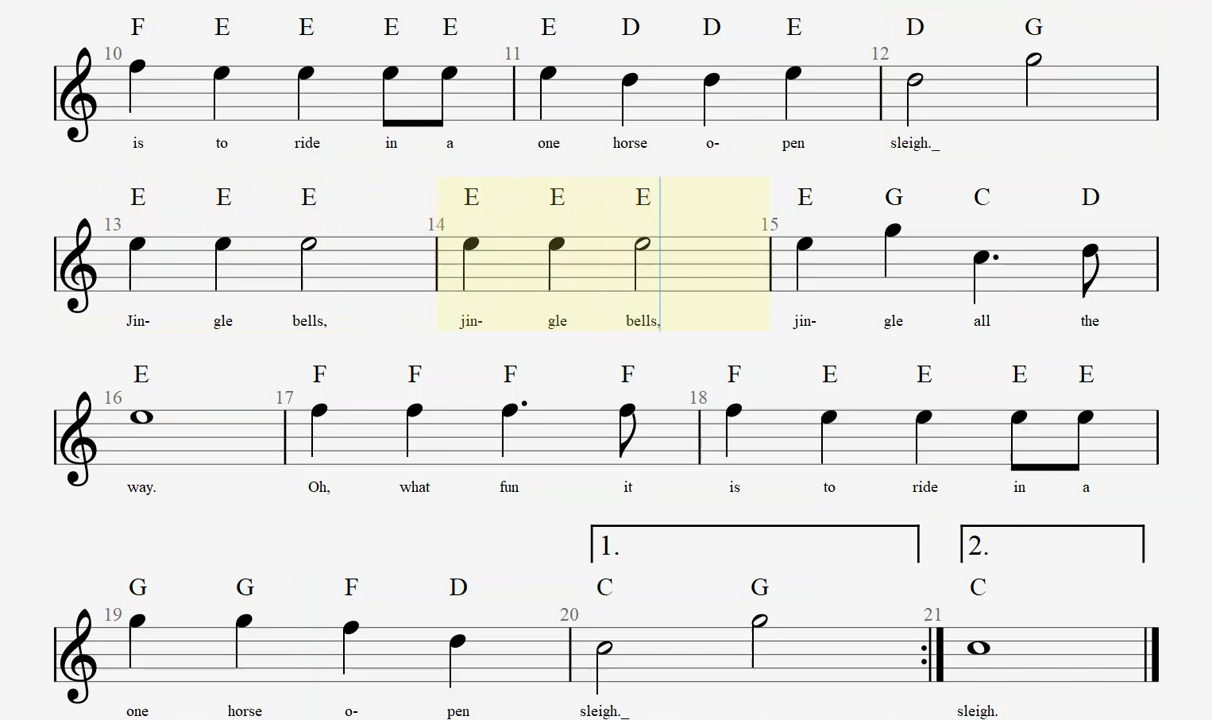 F E E E E E D D E D G
10 11 12
is to ride in a one horse o- pen sleigh._
E E E E E E E G C D
13 14 15
Jin- gle bells, jin- gle bells, jin- gle all the
E F F F F F E E E E
16 17 18
way. Oh, what fun it is to ride in a
1. 2.
G G F D C G C
19 20 21
one horse o- pen sleigh._ sleigh.